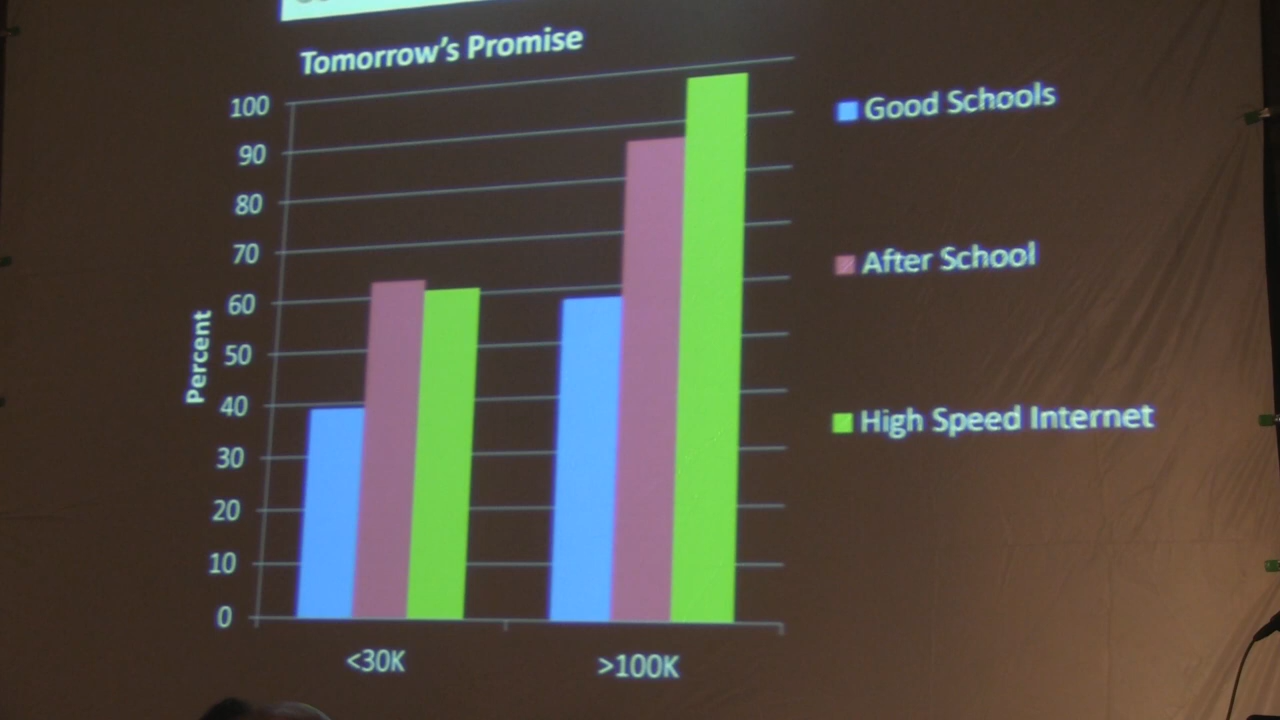 Tomorrow's Promise
100
90
80
70
60
50
40
30
20
10
0
Percent
<30K
>100K
Good Schools
After School
High Speed Internet